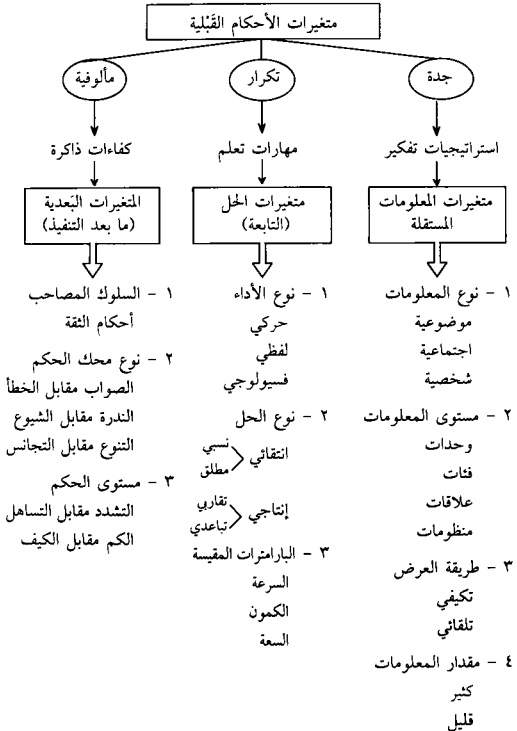 متغيرات الأحكام القَبْلية
جدة
تكرار
مألوفية
استراتيجيات تفكير
مهارات تعلم
كفاءات ذاكرة
متغيرات المعلومات
المستقلة
متغيرات الحل
(التابعة)
المتغيرات البَعدية
(ما بعد التنفيذ)
١ - نوع المعلومات
موضوعية
اجتماعية
شخصية
٢ - مستوى المعلومات
وحدات
فئات
علاقات
منظومات
٣ - طريقة العرض
تكيفي
تلقائي
٤ - مقدار المعلومات
كثير
قليل
١ - نوع الأداء
حركي
لفظي
فسيولوجي
٢ - نوع الحل
انتقائي
نسبي
مطلق
إنتاجي
تقاربي
تباعدي
٣ - البارامترات المقيسة
السرعة
الكمون
السعة
١ - السلوك المصاحب
أحكام الثقة
٢ - نوع محك الحكم
الصواب مقابل الخطأ
الندرة مقابل الشيوع
التنوع مقابل التجانس
٣ - مستوى الحكم
التشدد مقابل التساهل
الكم مقابل الكيف